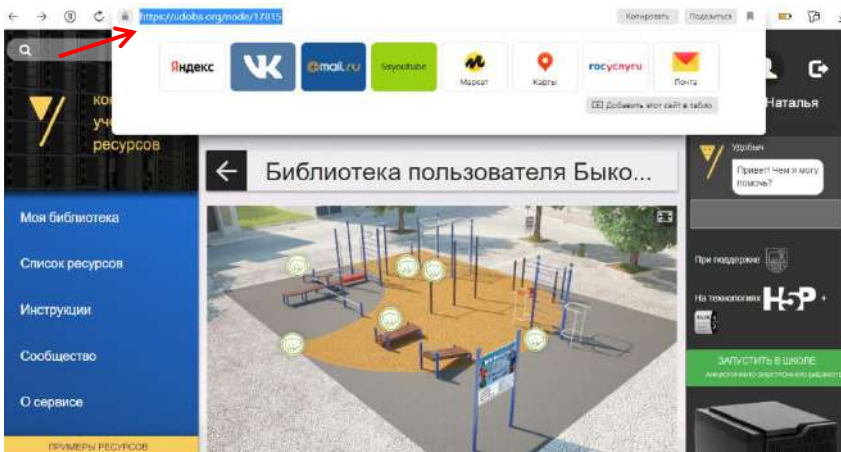 https://udoba.org/node/17815
Копировать
Поделиться
Яндекс
@mail.ru
Ssyoutube
Маркет
Карты
госуслуги
Почта
Добавить этот сайт в табло
ресурсов
Наталья
Библиотека пользователя Быко...
Моя библиотека
Список ресурсов
Инструкции
Сообщество
О сервисе
ПРИМЕРЫ РЕСУРСОВ
Удобыч
Привет! Чем я могу
помочь?
При поддержке
На технологиях H5P +
ЗАПУСТИТЬ В ШКОЛЕ